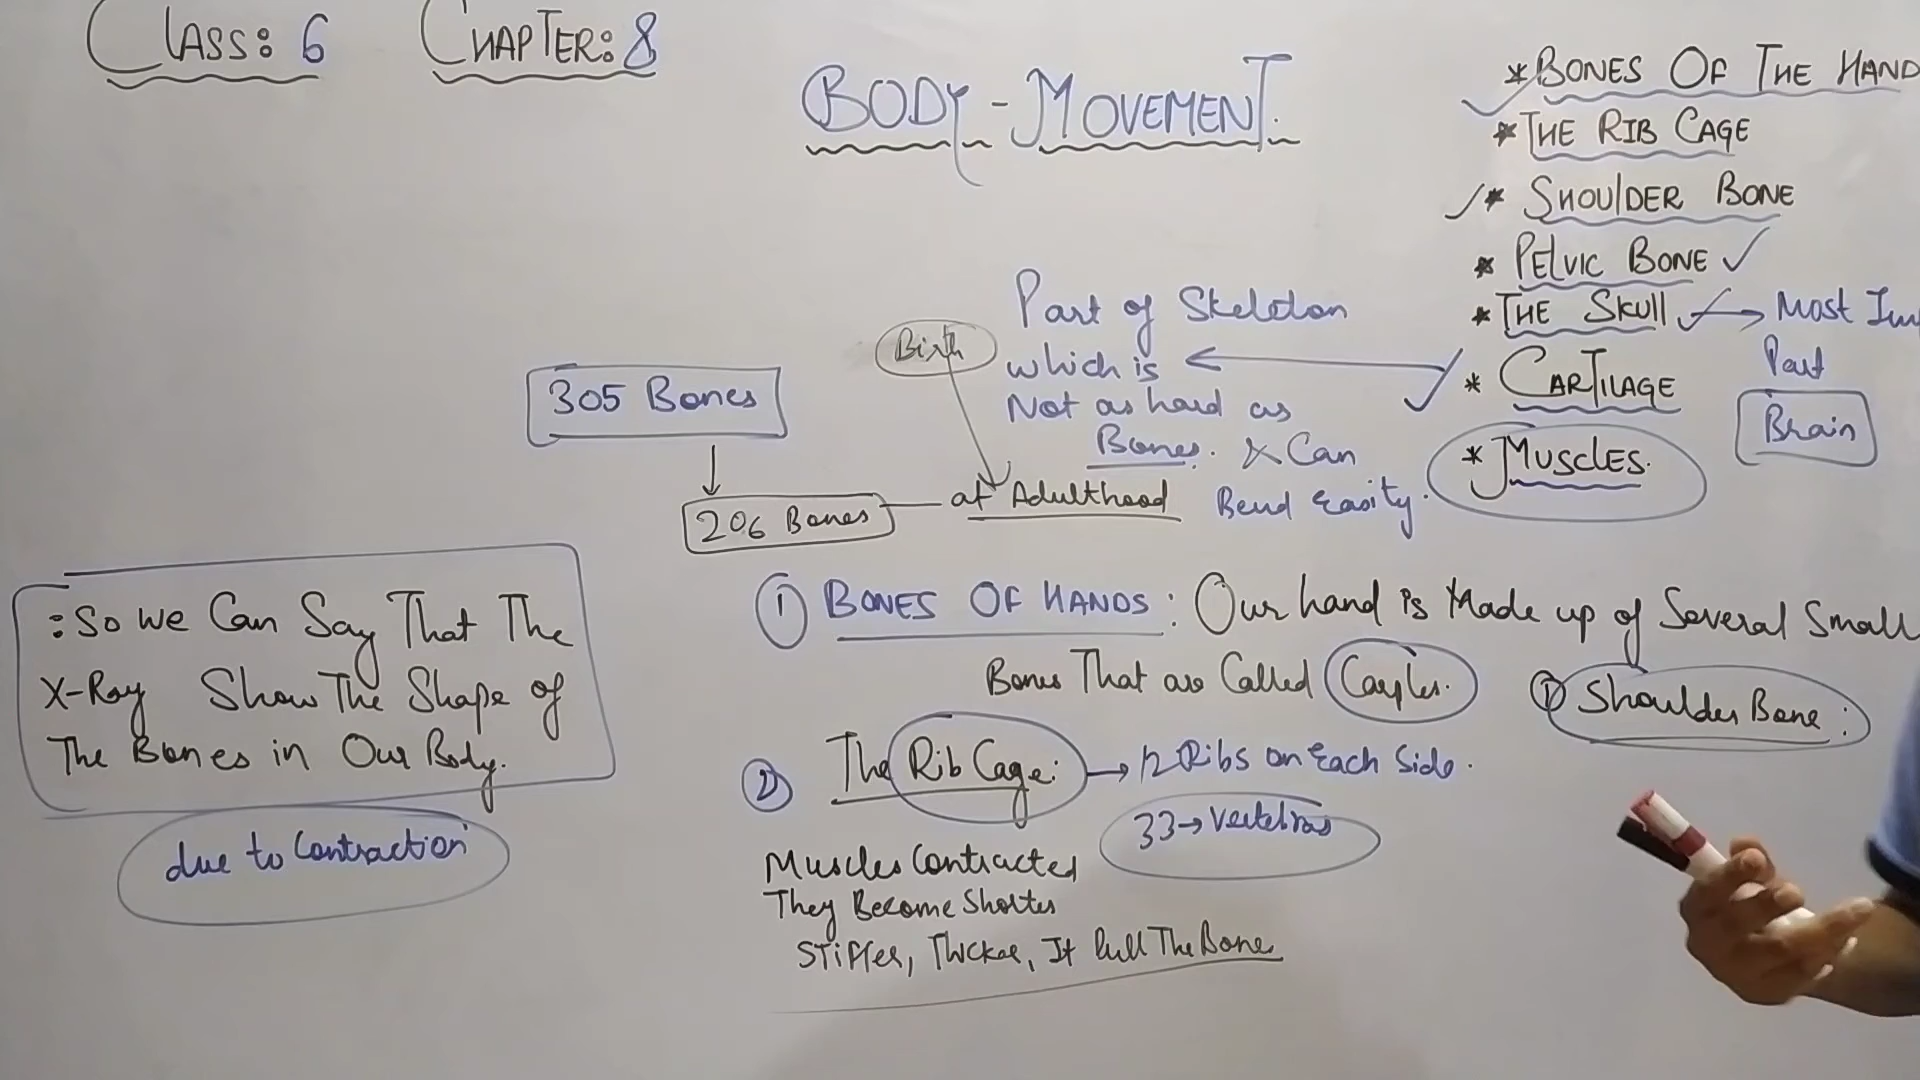 CLASS: 6
CHAPTER: 8
BODY-MOVEMENT.
* BONES OF THE HAND
* THE RIB CAGE
* SHOULDER BONE
* PELVIC BONE
* THE SKULL → Most Im
Part
Brain
* CARTILAGE
* MUSCLES.
Part of Skeleton
which is
Not as hard as
Bones. & Can
Bend Easity.
Birth
305 Bones
206 Bones
at Adulthood
: So we Can Say That The
X-Ray Show The Shape of
The Bones in Our Body.
due to Contraction
① BONES OF HANDS: Our hand is Made up of Several Small
Bones That are Called
Shoulder Bone:
The Rib Cage: → 12 Ribs on Each Side.
33 → Vertebras
Muscles Contracted
They Become Shorter
Stiffer, Thicker, It Pull The Bone